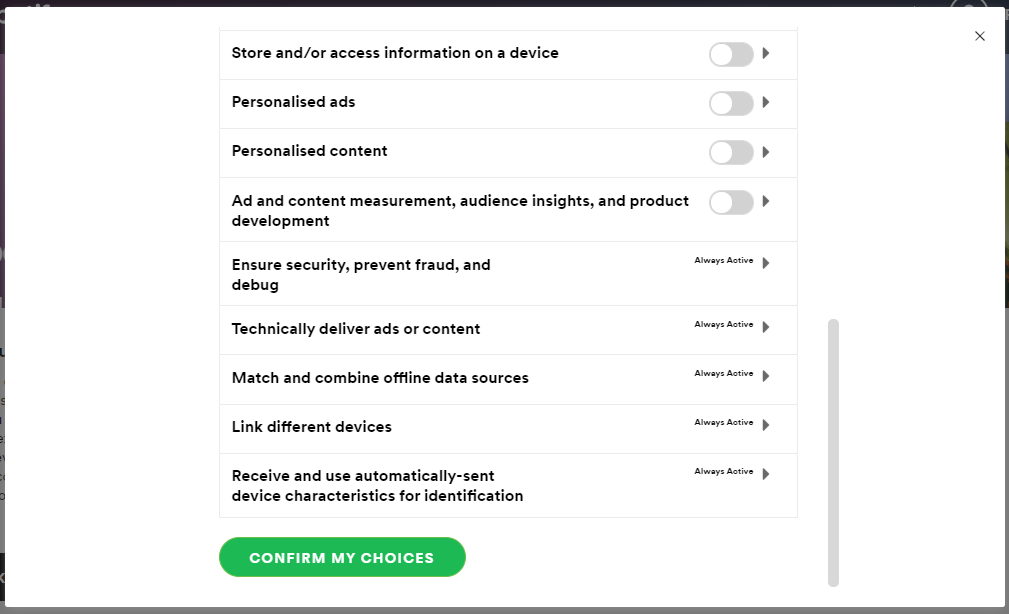 Store and/or access information on a device
Personalised ads
Personalised content
Ad and content measurement, audience insights, and product
development
Ensure security, prevent fraud, and
debug
Always Active
Technically deliver ads or content
Always Active
Match and combine offline data sources
Always Active
Link different devices
Always Active
Receive and use automatically-sent
device characteristics for identification
Always Active
CONFIRM MY CHOICES